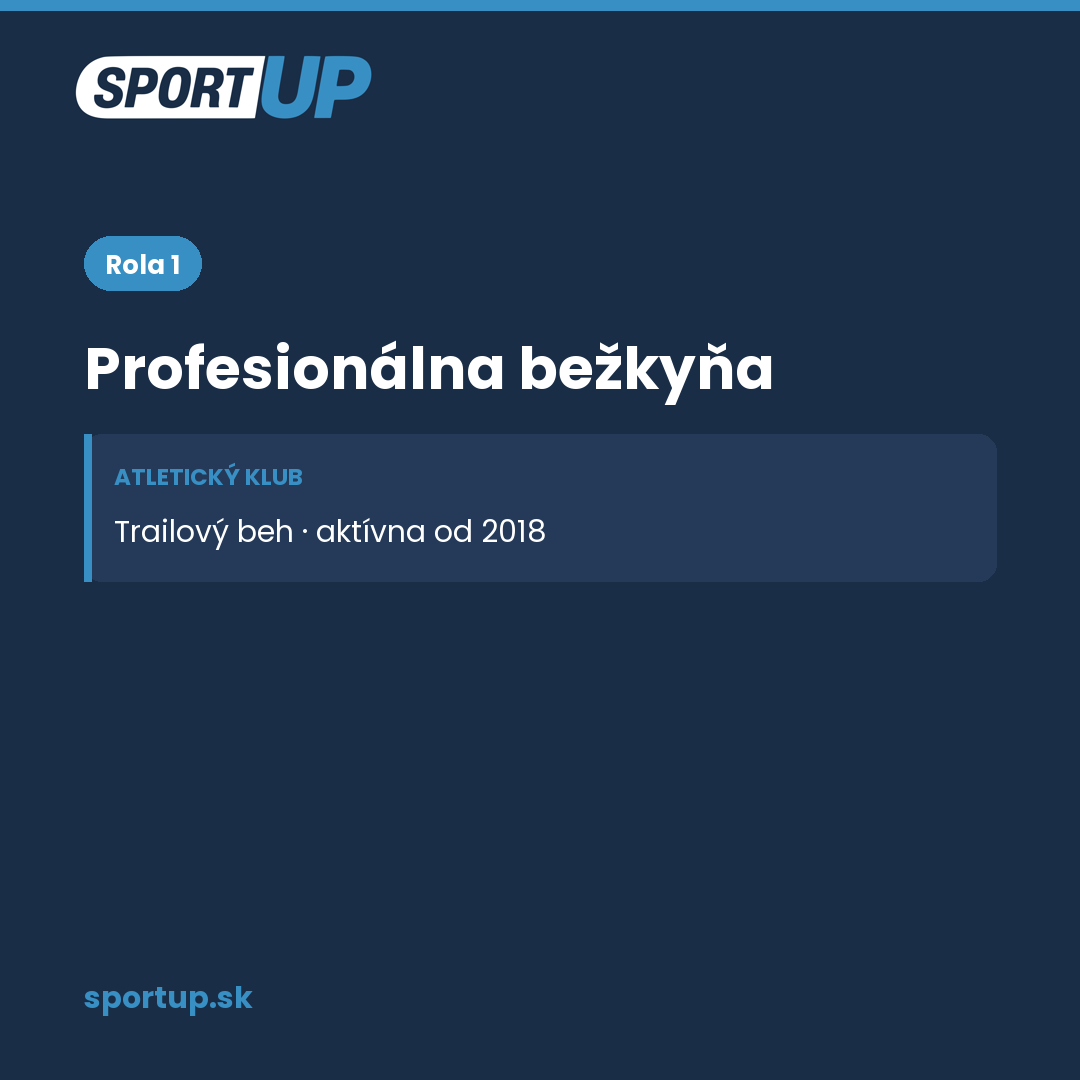 SPORTUP
Rola 1
Profesionálna bežkyňa
ATLETICKÝ KLUB
Trailový beh · aktívna od 2018
sportup.sk